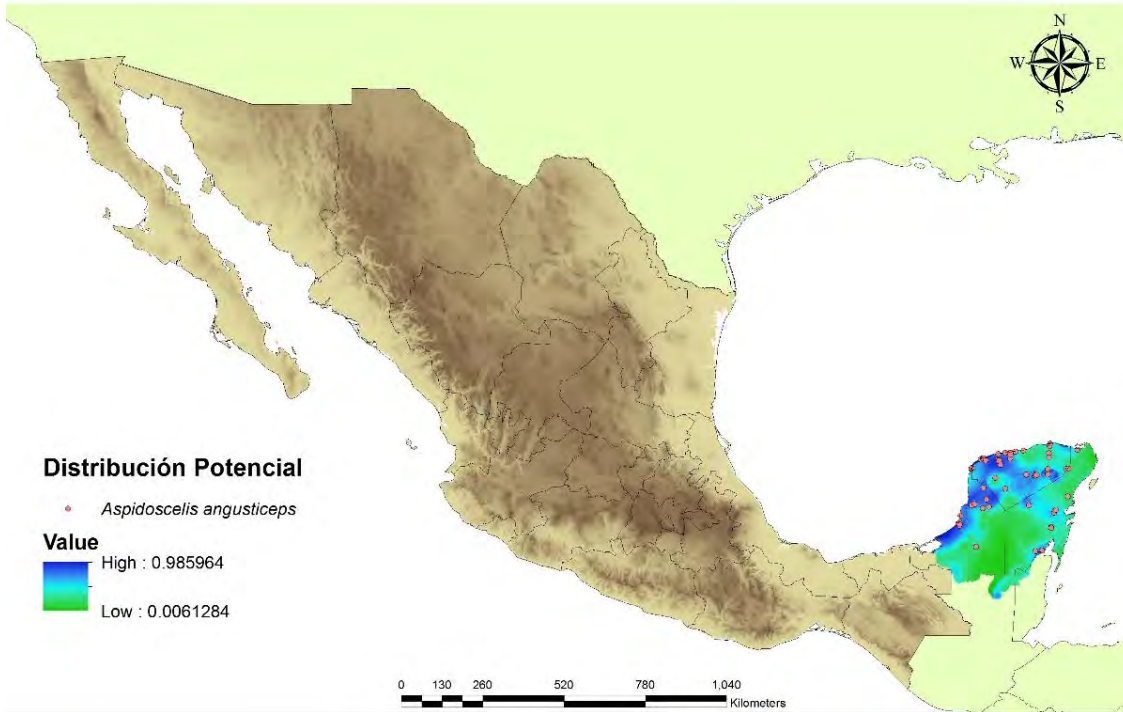 N
W E
S
Distribución Potencial
Aspidoscelis angusticeps
Value
High : 0.985964
Low : 0.0061284
0 130 260 520 780 1,040
Kilometers